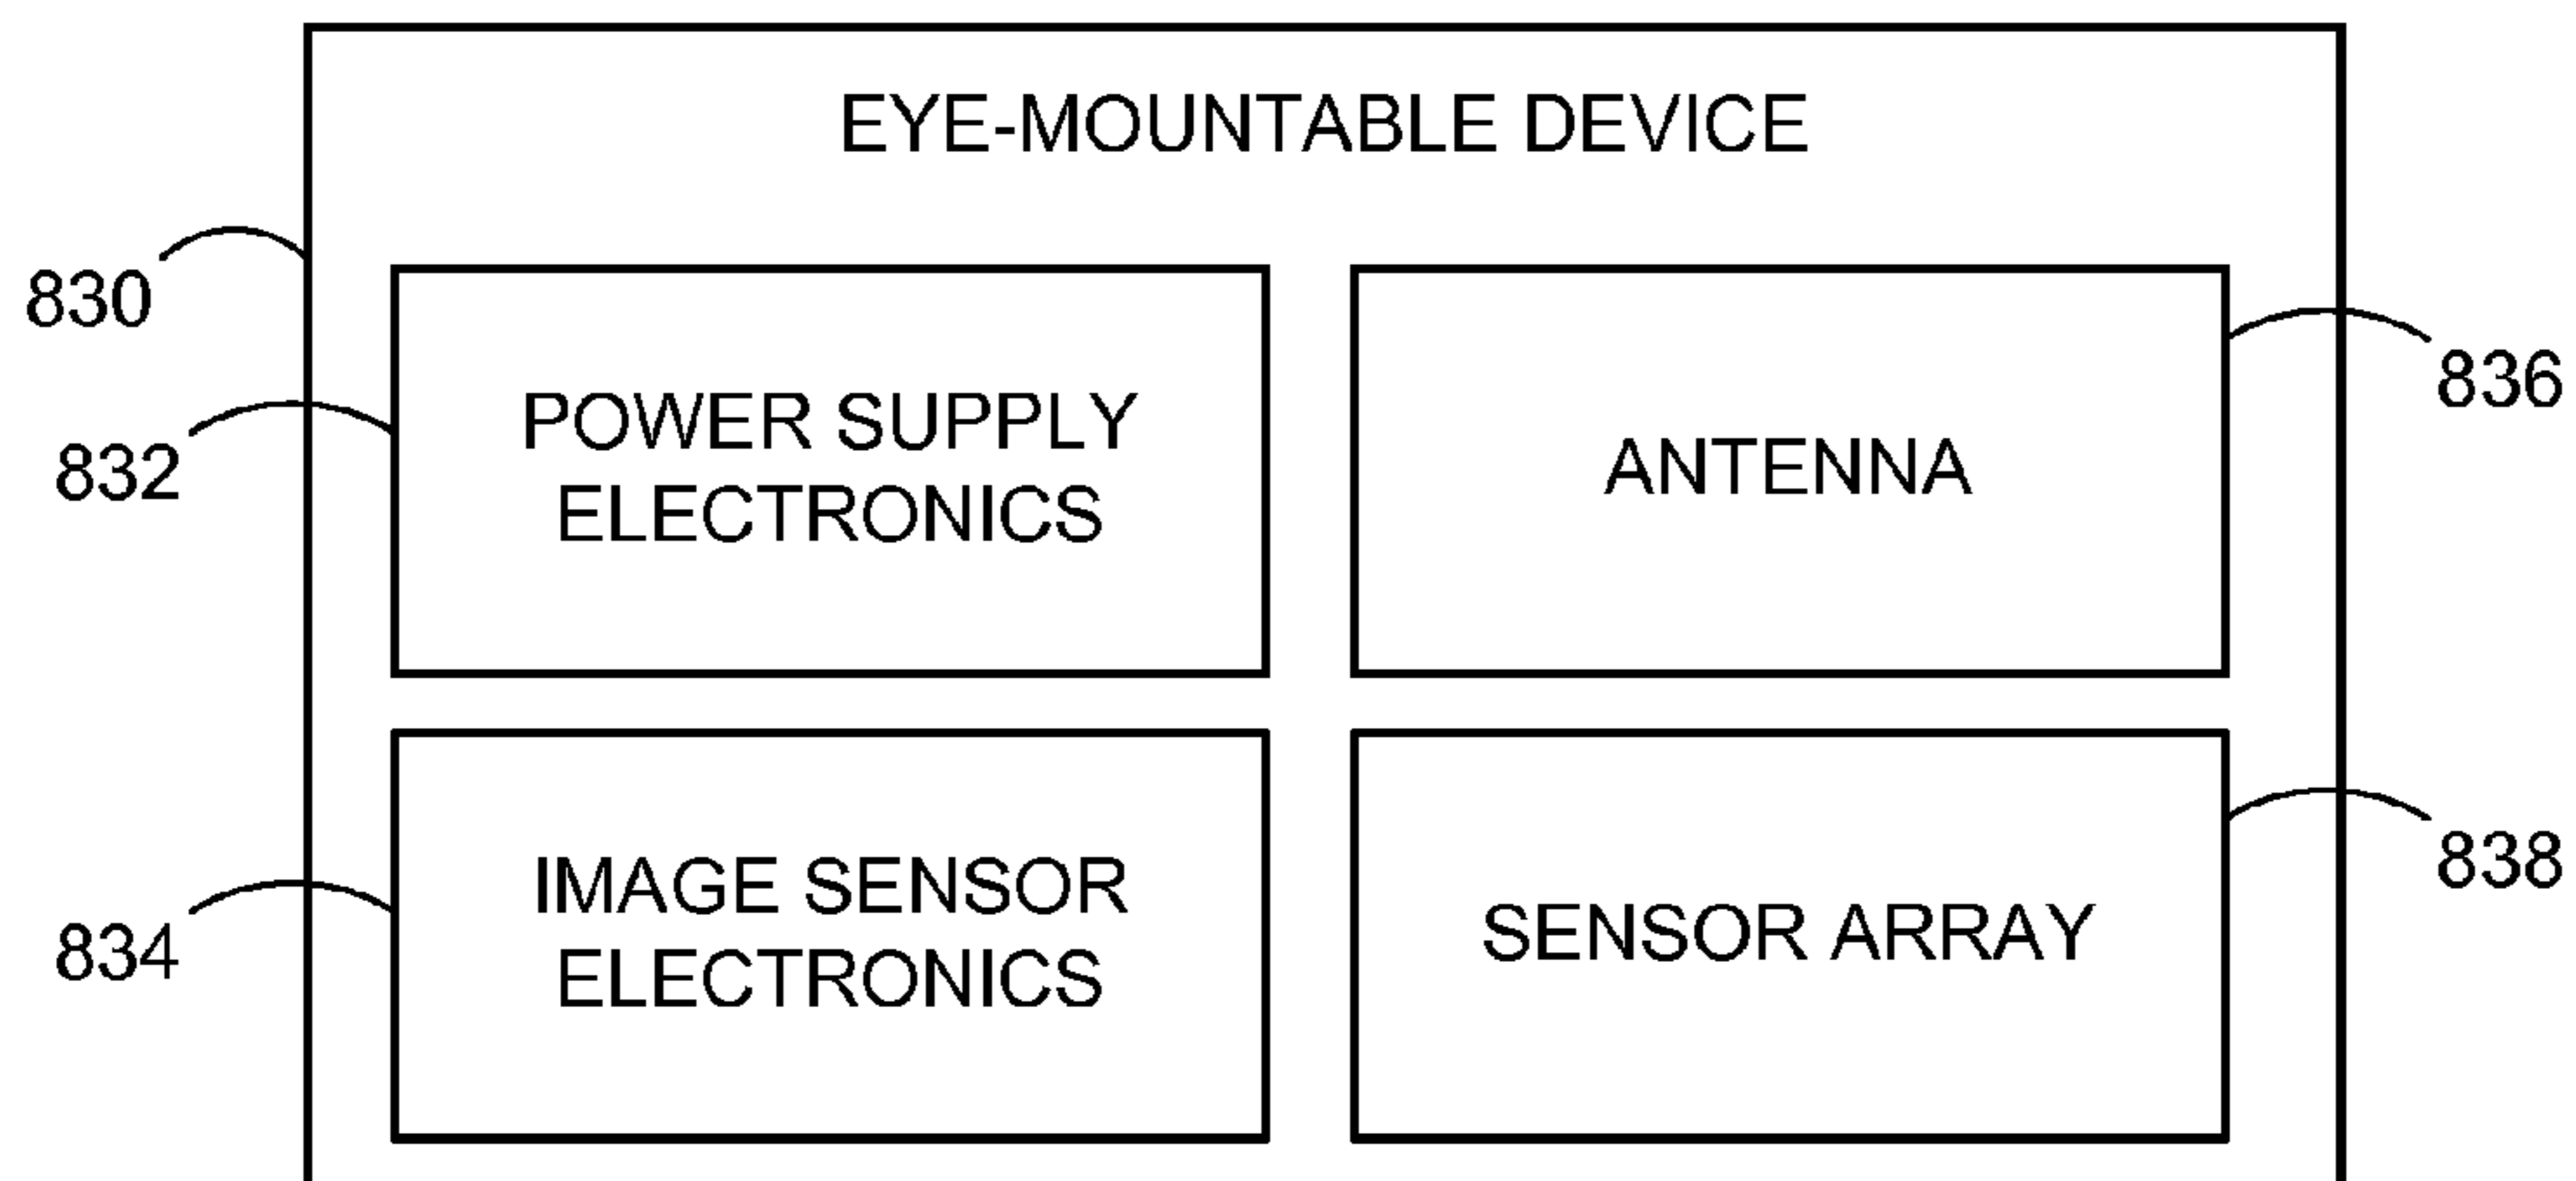 EYE-MOUNTABLE DEVICE
830
832
POWER SUPPLY
ELECTRONICS
ANTENNA
836
834
IMAGE SENSOR
ELECTRONICS
SENSOR ARRAY
838